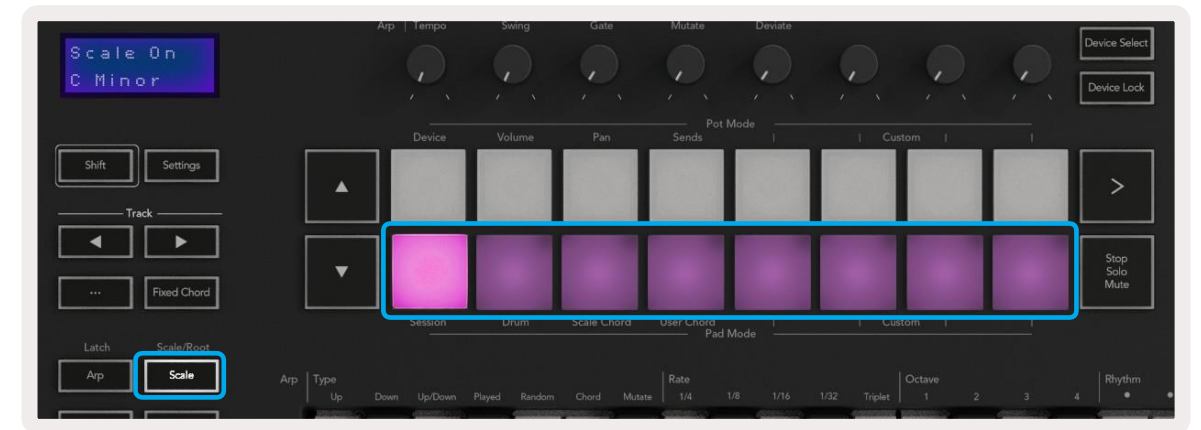 Arp | Tempo Swing Gate Mutate Deviate
Scale On
C Minor
Device Select
Device Lock
Pot Mode
Device Volume Pan Sends Custom
Shift Settings
Track
... Fixed Chord
Stop
Solo
Mute
Session Drum Scale Chord User Chord Custom
Pad Mode
Latch Scale/Root
Arp Scale
Arp Type Rate Octave Rhythm
Up Down Up/Down Played Random Chord Mutate 1/4 1/8 1/16 1/32 Triplet 1 2 3 4